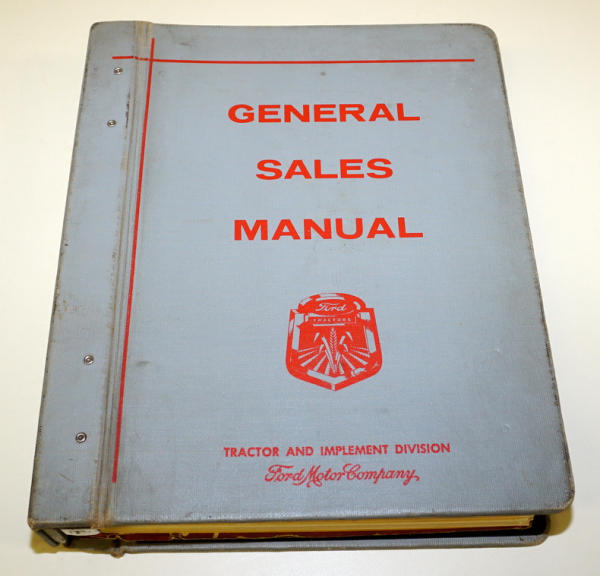 GENERAL
SALES
MANUAL
Ford
TRACTORS
TRACTOR AND IMPLEMENT DIVISION
Ford Motor Company